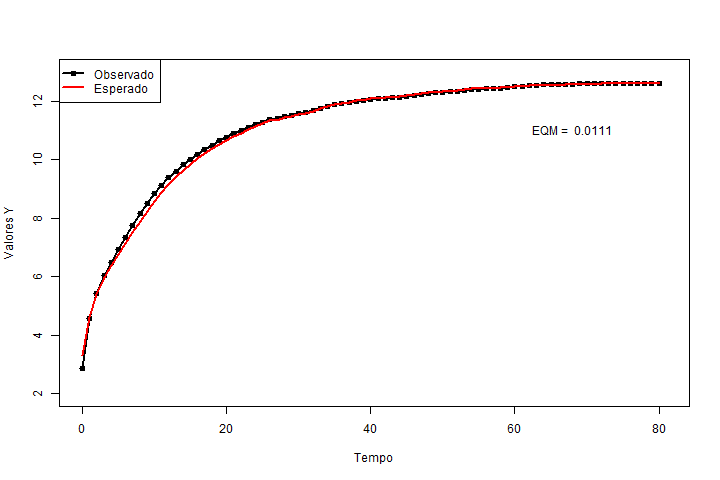 Observado
Esperado
EQM = 0.0111
Valores Y
2
4
6
8
10
12
0
20
40
60
80
Tempo